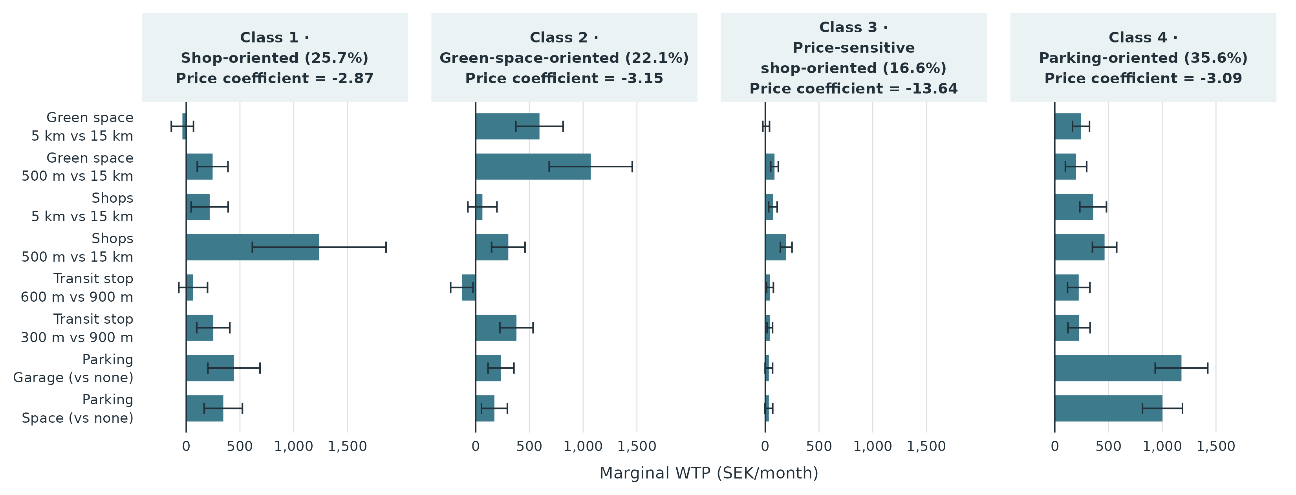 Class 1 ·
Shop-oriented (25.7%)
Price coefficient = -2.87
Class 2 ·
Green-space-oriented (22.1%)
Price coefficient = -3.15
Class 3 ·
Price-sensitive
shop-oriented (16.6%)
Price coefficient = -13.64
Class 4 ·
Parking-oriented (35.6%)
Price coefficient = -3.09
Green space
5 km vs 15 km
Green space
500 m vs 15 km
Shops
5 km vs 15 km
Shops
500 m vs 15 km
Transit stop
600 m vs 900 m
Transit stop
300 m vs 900 m
Parking
Garage (vs none)
Parking
Space (vs none)
0 500 1,000 1,500
0 500 1,000 1,500
0 500 1,000 1,500
0 500 1,000 1,500
Marginal WTP (SEK/month)